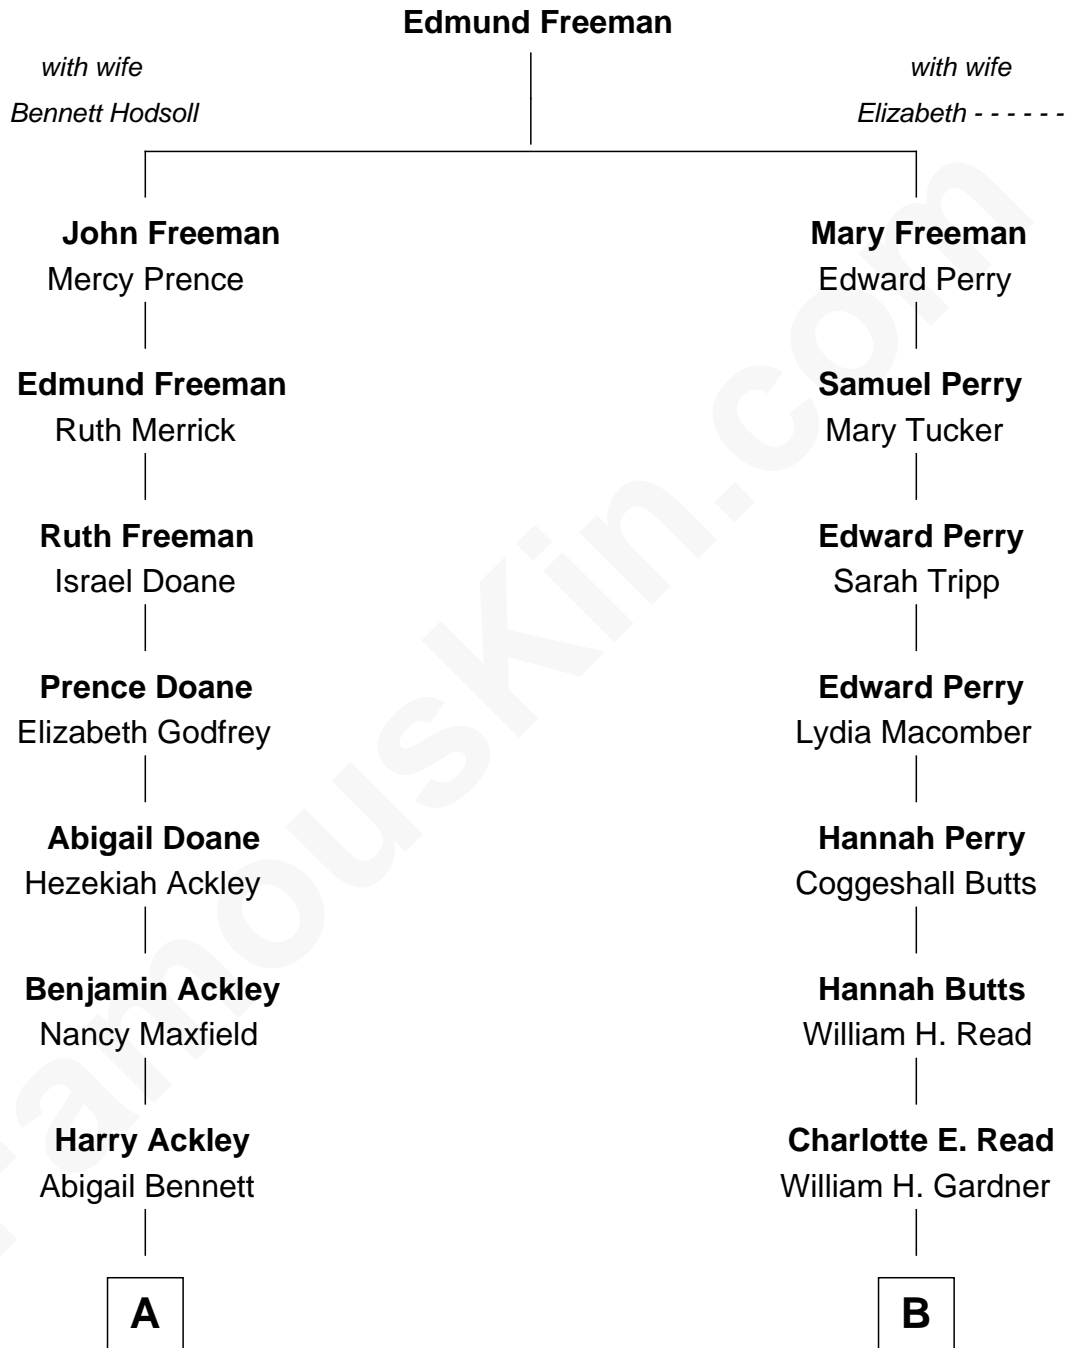 Edmund Freeman
with wife
Bennett Hodsoll
with wife
Elizabeth - - - - - -
John Freeman
Mercy Prence
Mary Freeman
Edward Perry
Edmund Freeman
Ruth Merrick
Samuel Perry
Mary Tucker
Ruth Freeman
Israel Doane
Edward Perry
Sarah Tripp
Prence Doane
Elizabeth Godfrey
Edward Perry
Lydia Macomber
Abigail Doane
Hezekiah Ackley
Hannah Perry
Coggeshall Butts
Benjamin Ackley
Nancy Maxfield
Hannah Butts
William H. Read
Harry Ackley
Abigail Bennett
Charlotte E. Read
William H. Gardner
A
B
FamousKin.com